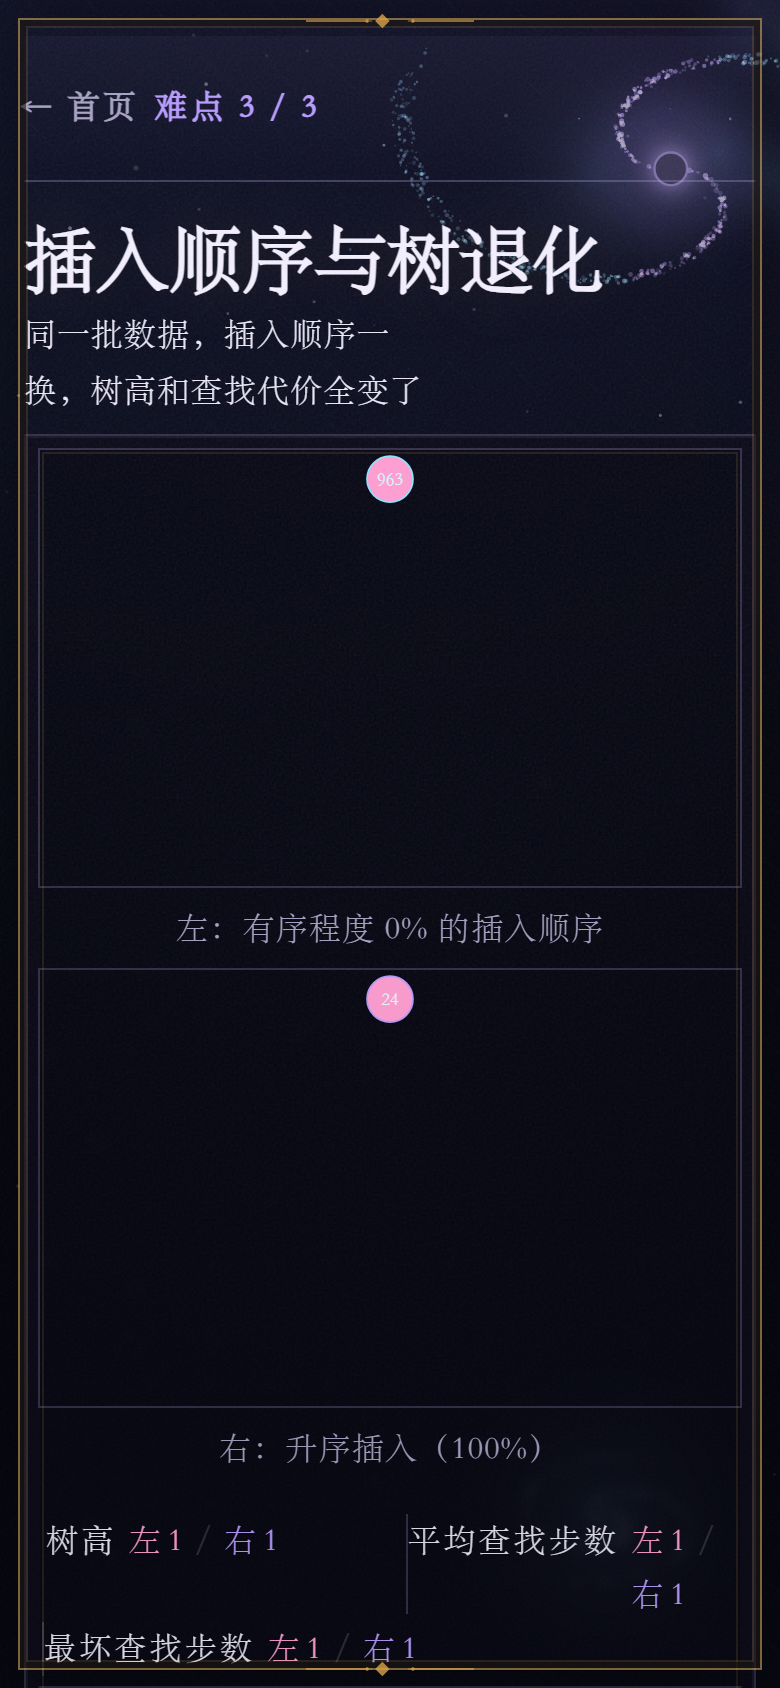 ← 首页 难点 3 / 3
插入顺序与树退化
同一批数据，插入顺序一
换，树高和查找代价全变了
963
左：有序程度 0% 的插入顺序
24
右：升序插入（100%）
树高 左 1 / 右 1
平均查找步数 左 1 /
右 1
最坏查找步数 左 1 / 右 1